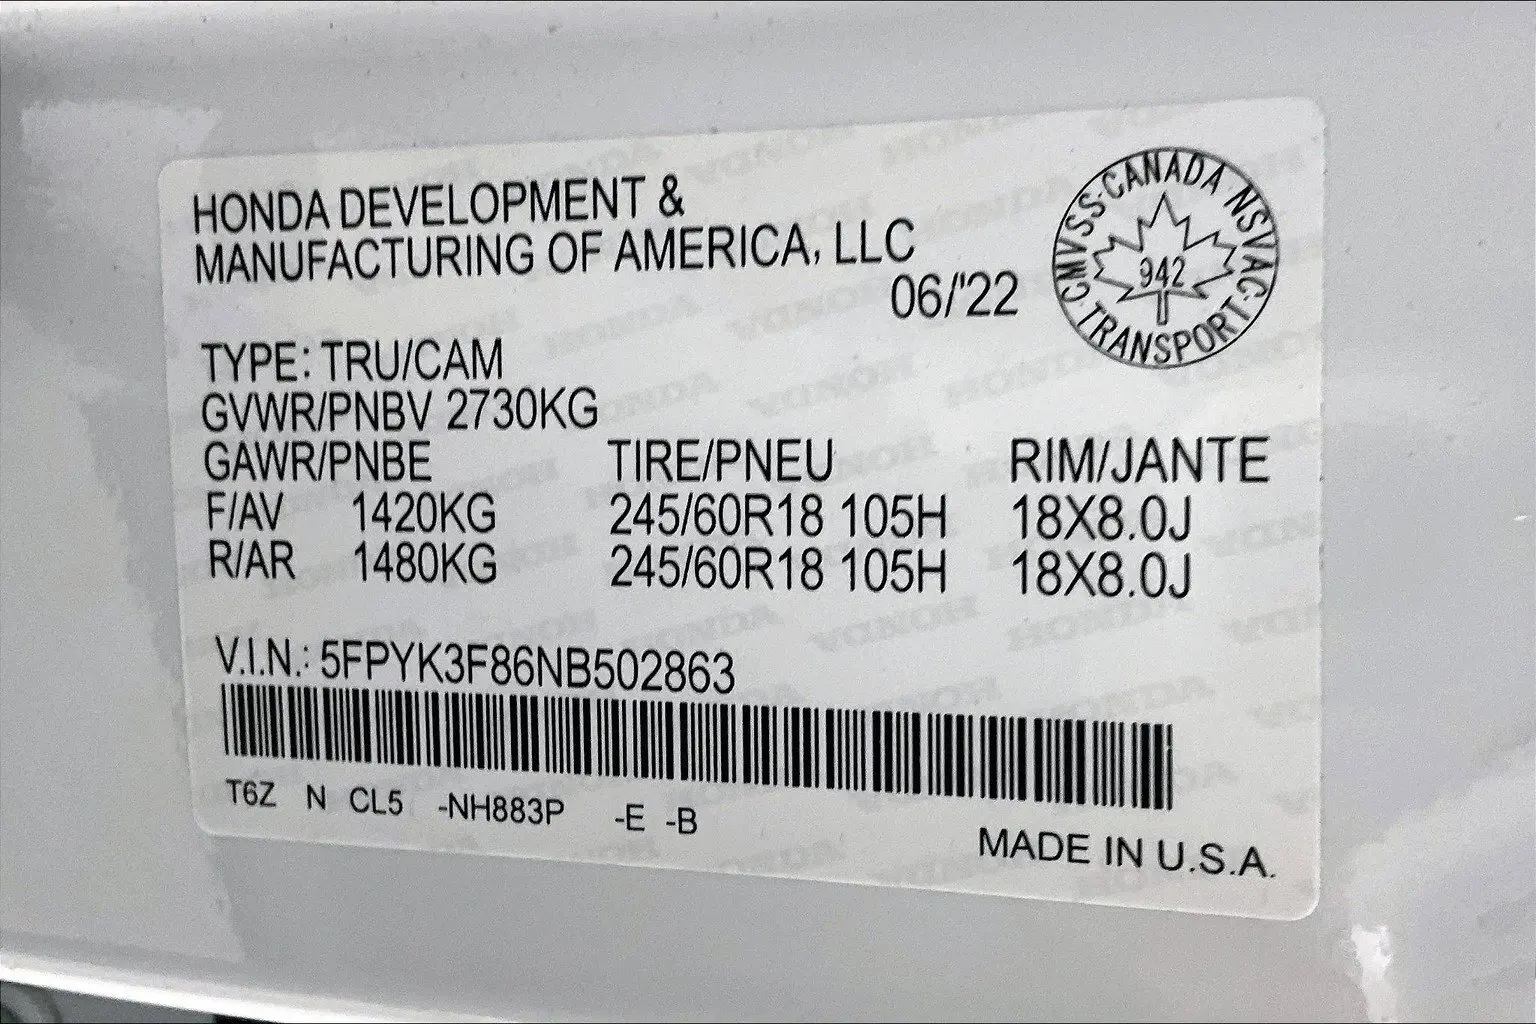 HONDA DEVELOPMENT &
MANUFACTURING OF AMERICA, LLC
06/'22
CMVSS·CANADA NSVAC·
TRANSPORT·
942
TYPE: TRU/CAM
GVWR/PNBV 2730KG
GAWR/PNBE TIRE/PNEU RIM/JANTE
F/AV 1420KG 245/60R18 105H 18X8.0J
R/AR 1480KG 245/60R18 105H 18X8.0J
V.I.N.: 5FPYK3F86NB502863
T6Z N CL5 -NH883P -E -B
MADE IN U.S.A.